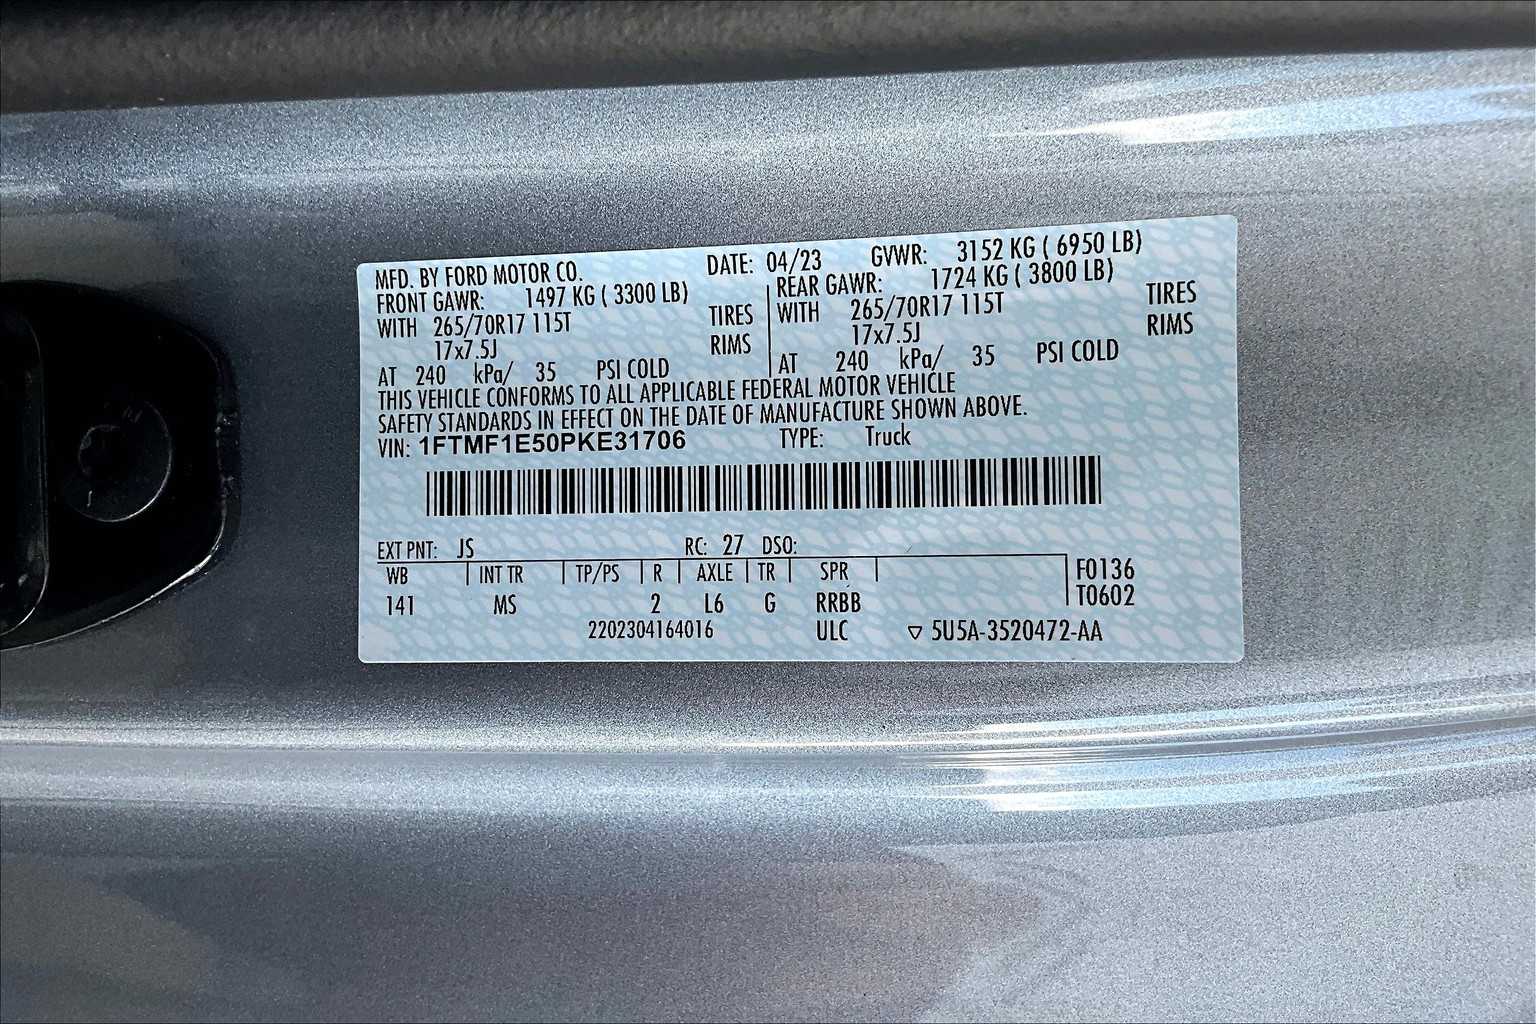 MFD. BY FORD MOTOR CO. DATE: 04/23 GVWR: 3152 KG ( 6950 LB)
FRONT GAWR: 1497 KG ( 3300 LB) REAR GAWR: 1724 KG ( 3800 LB)
WITH 265/70R17 115T TIRES WITH 265/70R17 115T TIRES
17x7.5J RIMS 17x7.5J RIMS
AT 240 kPa/ 35 PSI COLD AT 240 kPa/ 35 PSI COLD
THIS VEHICLE CONFORMS TO ALL APPLICABLE FEDERAL MOTOR VEHICLE
SAFETY STANDARDS IN EFFECT ON THE DATE OF MANUFACTURE SHOWN ABOVE.
VIN: 1FTMF1E50PKE31706 TYPE: Truck
EXT PNT: JS RC: 27 DSO:
WB INT TR TP/PS R AXLE TR SPR F0136
141 MS 2 L6 G RRBB T0602
2202304164016 ULC ▽ 5U5A-3520472-AA